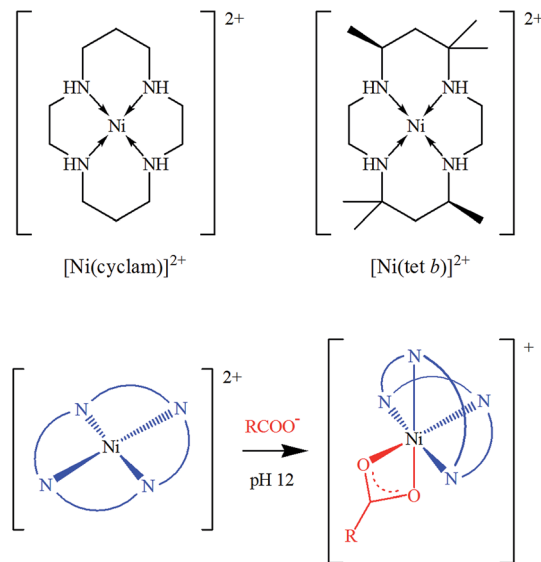 2+
HN NH
Ni
HN NH
[Ni(cyclam)]²⁺
2+
HN NH
Ni
HN NH
[Ni(tet b)]²⁺
2+
N N
Ni
N N
RCOO⁻
pH 12
+
N
N N
Ni
N
O
O
R